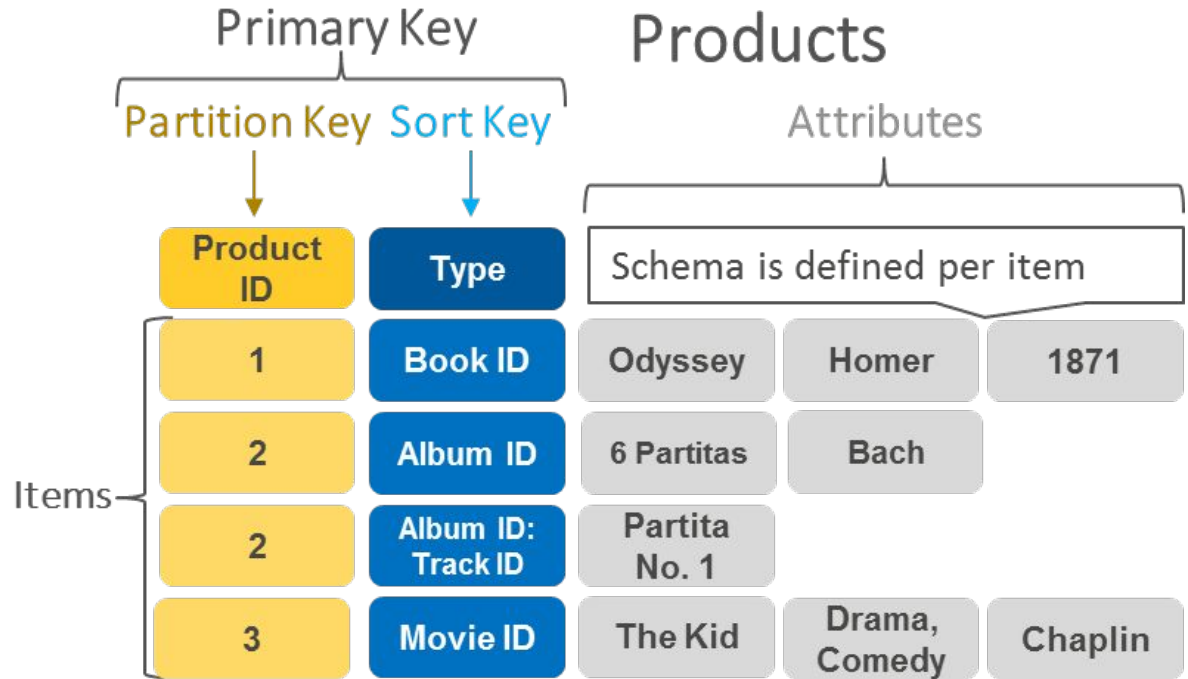 Primary Key
Products
Partition Key
Sort Key
Attributes
Product
ID
Type
Schema is defined per item
Items
1
Book ID
Odyssey
Homer
1871
2
Album ID
6 Partitas
Bach
2
Album ID:
Track ID
Partita
No. 1
3
Movie ID
The Kid
Drama,
Comedy
Chaplin